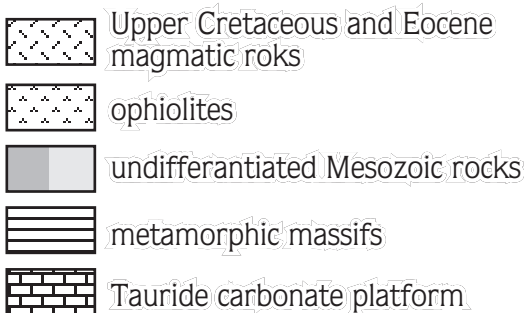 Upper Cretaceous and Eocene
magmatic roks
ophiolites
undifferantiated Mesozoic rocks
metamorphic massifs
Tauride carbonate platform